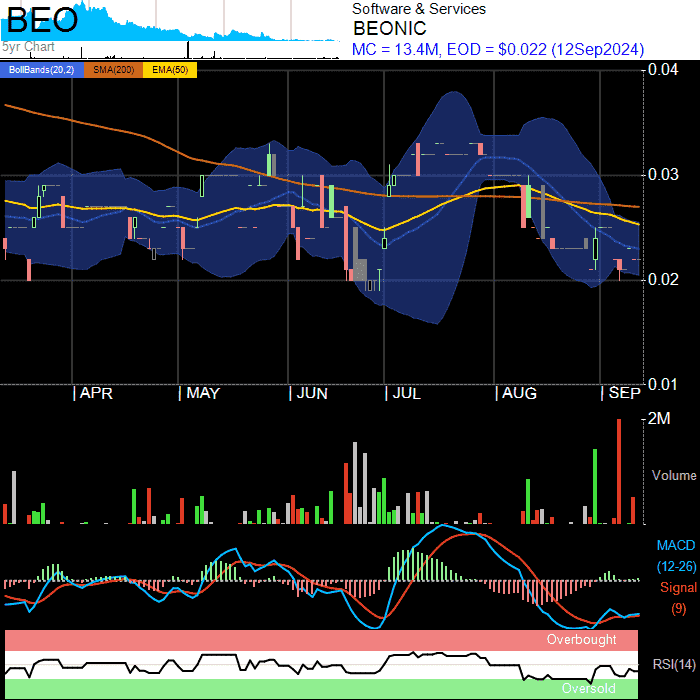 BEO
5yr Chart
Software & Services
BEONIC
MC = 13.4M, EOD = $0.022 (12Sep2024)
BollBands(20,2) SMA(200) EMA(50)
0.04
0.03
0.02
0.01
APR MAY JUN JUL AUG SEP
2M
Volume
MACD
(12-26)
Signal
(9)
Overbought
RSI(14)
Oversold